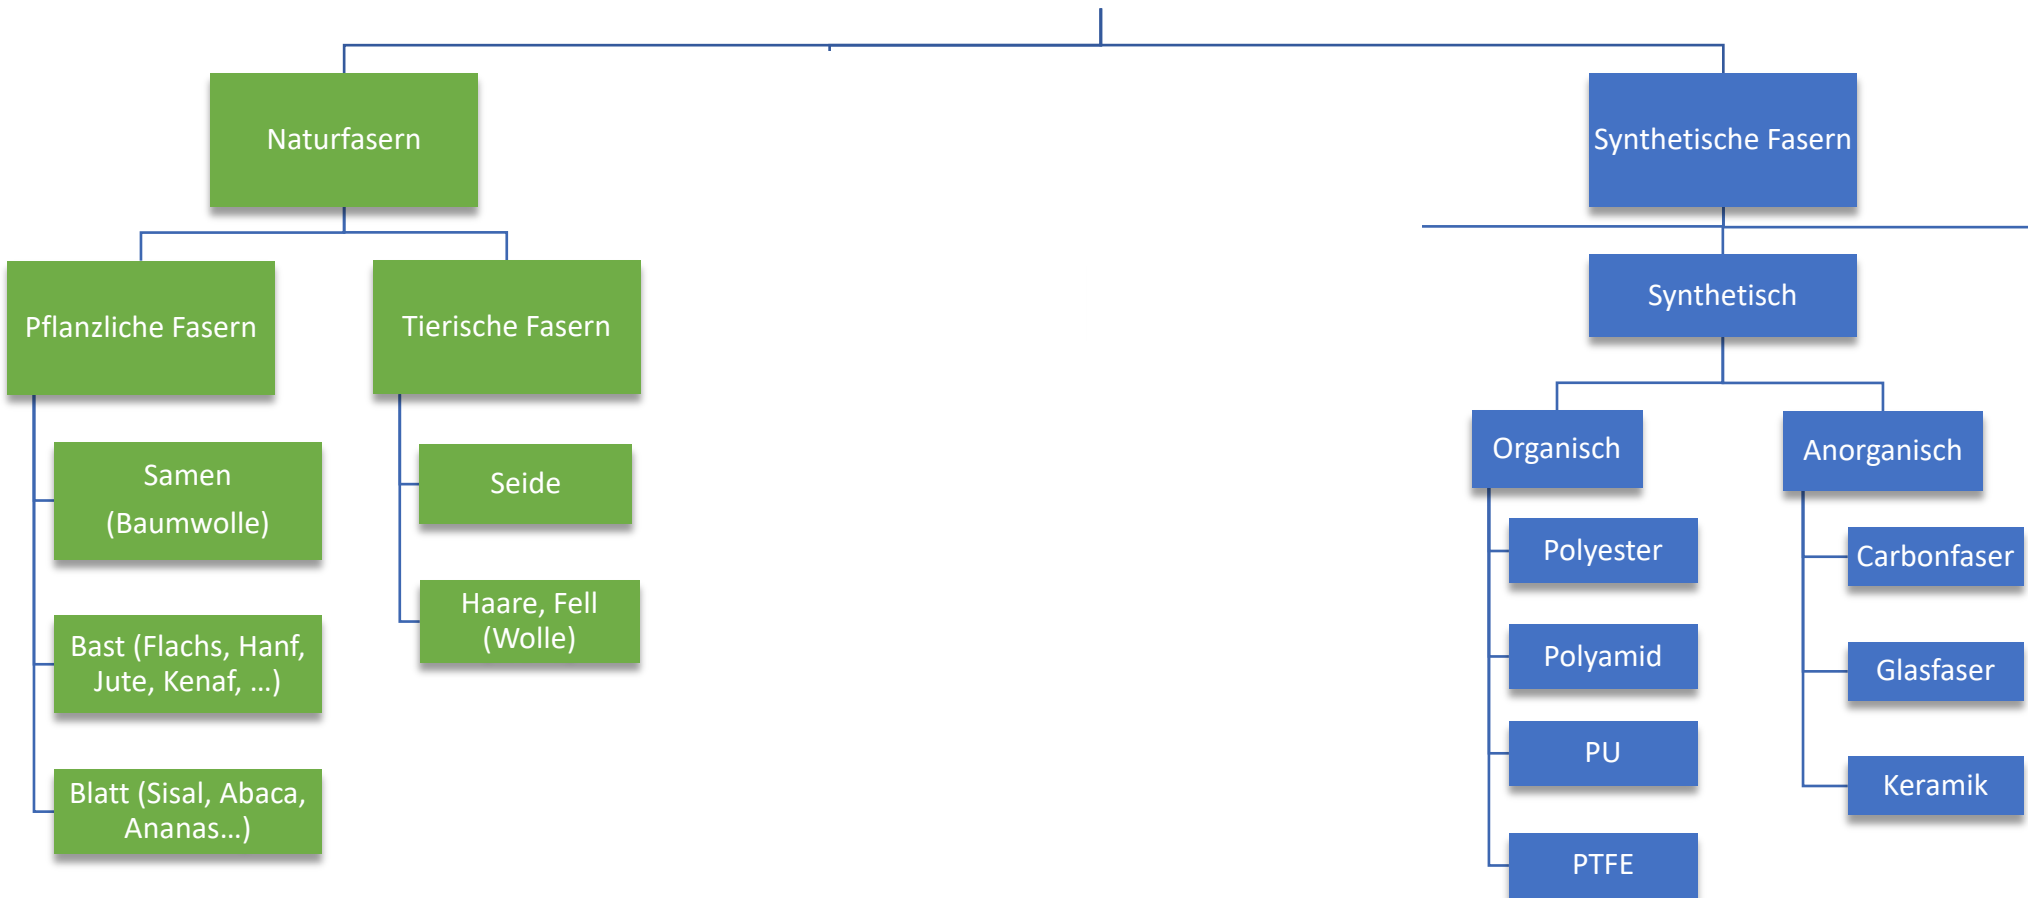 Naturfasern
Synthetische Fasern
Pflanzliche Fasern
Tierische Fasern
Synthetisch
Samen
(Baumwolle)
Bast (Flachs, Hanf,
Jute, Kenaf, …)
Blatt (Sisal, Abaca,
Ananas…)
Seide
Haare, Fell
(Wolle)
Organisch
Polyester
Polyamid
PU
PTFE
Anorganisch
Carbonfaser
Glasfaser
Keramik